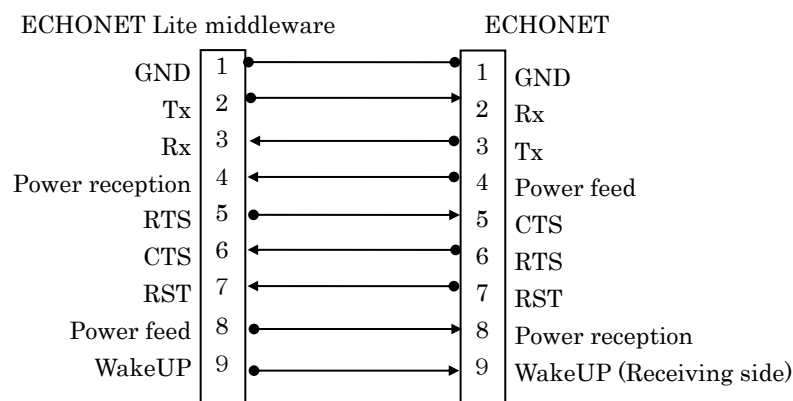 ECHONET Lite middleware ECHONET
GND 1 1 GND
Tx 2 2 Rx
Rx 3 3 Tx
Power reception 4 4 Power feed
RTS 5 5 CTS
CTS 6 6 RTS
RST 7 7 RST
Power feed 8 8 Power reception
WakeUP 9 9 WakeUP (Receiving side)